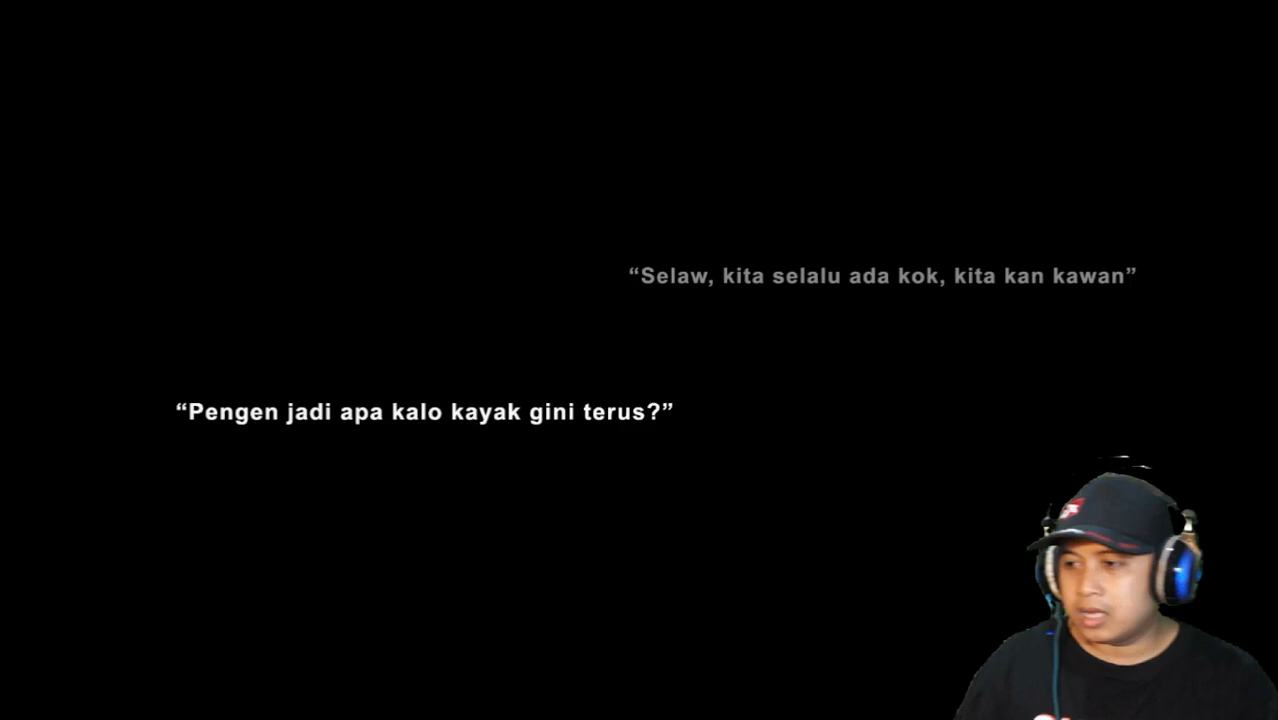 “Selaw, kita selalu ada kok, kita kan kawan”
“Pengen jadi apa kalo kayak gini terus?”